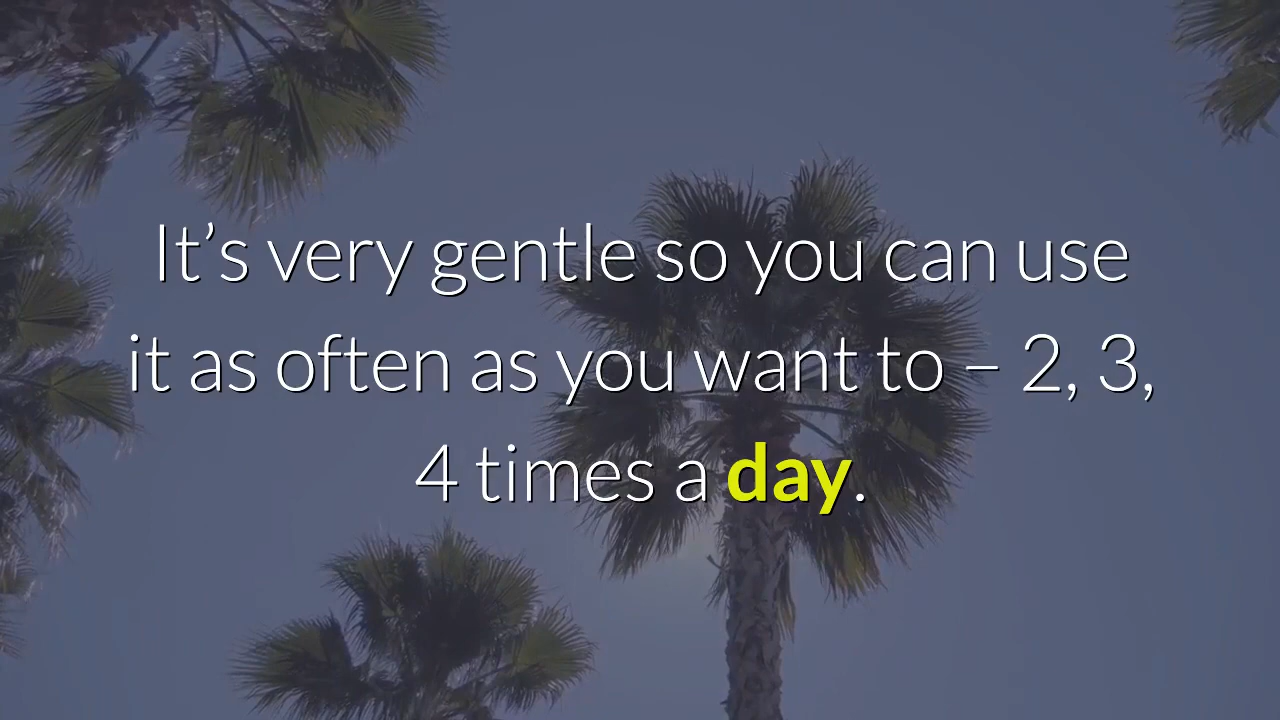 It’s very gentle so you can use
it as often as you want to – 2, 3,
4 times a day.